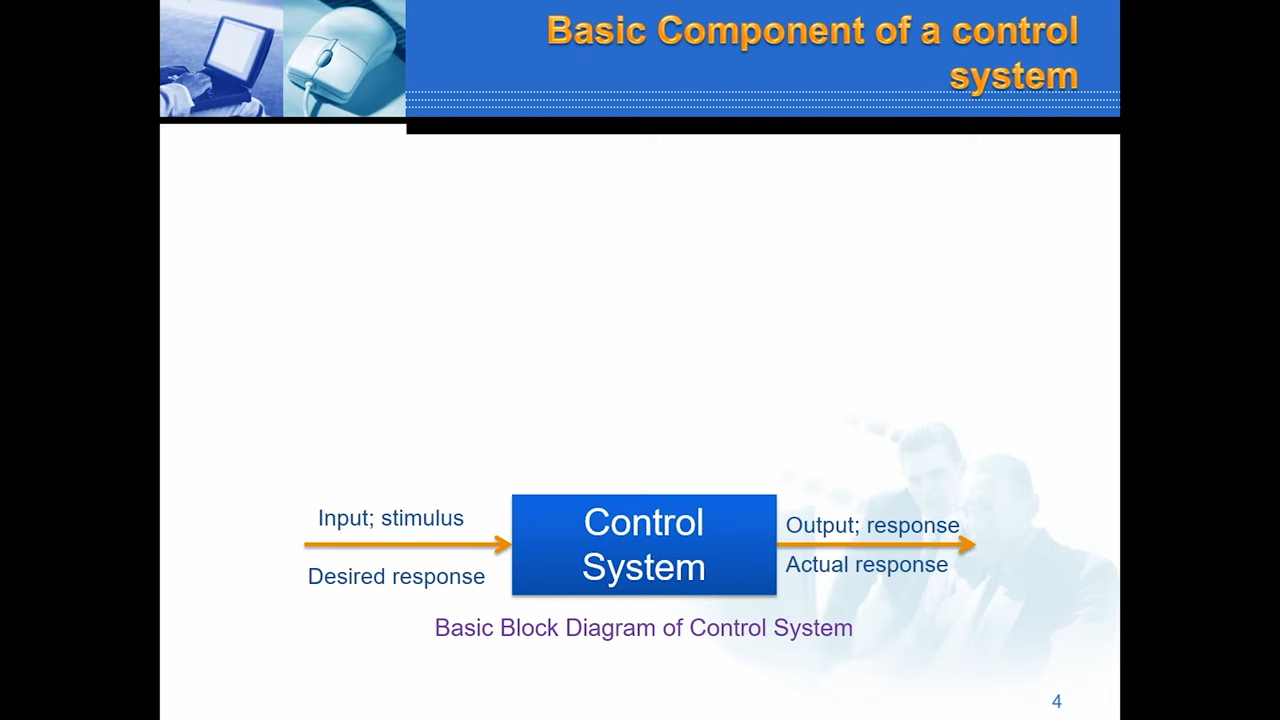 Basic Component of a control
system
Input; stimulus
Desired response
Control
System
Output; response
Actual response
Basic Block Diagram of Control System
4